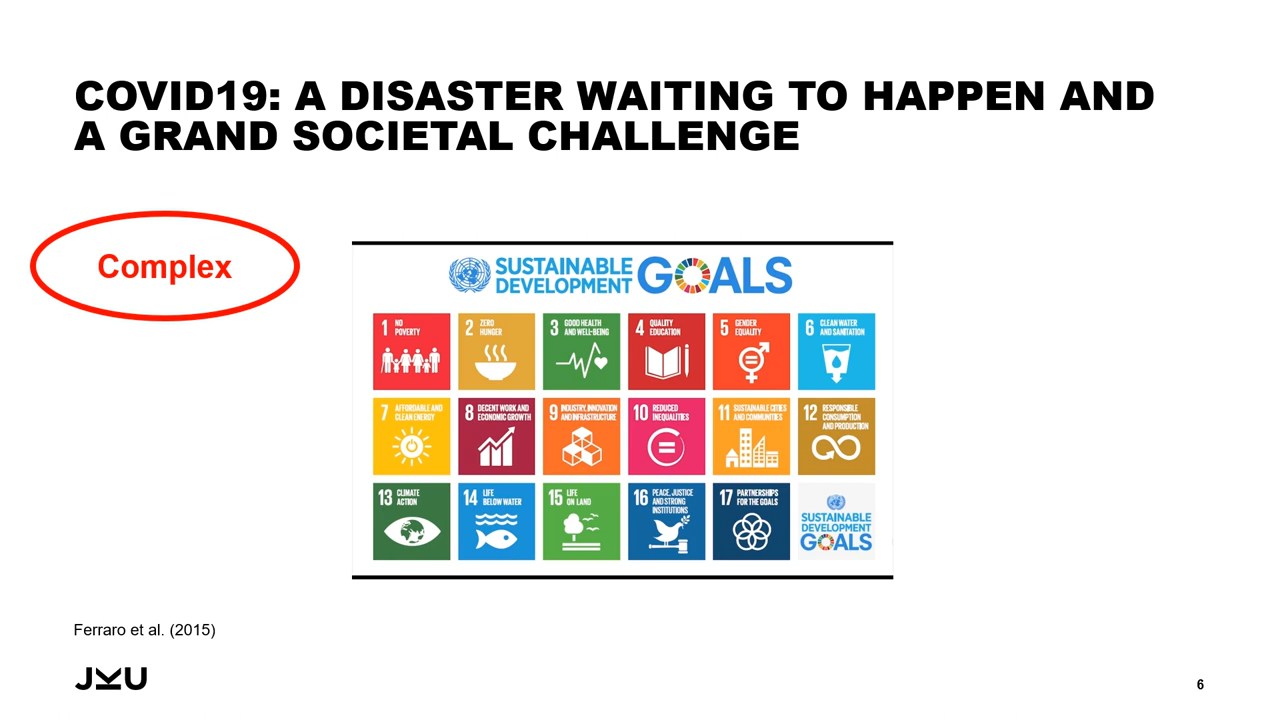 COVID19: A DISASTER WAITING TO HAPPEN AND
A GRAND SOCIETAL CHALLENGE
Complex
SUSTAINABLE
DEVELOPMENT
GOALS
1 NO
POVERTY
2 ZERO
HUNGER
3 GOOD HEALTH
AND WELL-BEING
4 QUALITY
EDUCATION
5 GENDER
EQUALITY
6 CLEAN WATER
AND SANITATION
7 AFFORDABLE AND
CLEAN ENERGY
8 DECENT WORK AND
ECONOMIC GROWTH
9 INDUSTRY, INNOVATION
AND INFRASTRUCTURE
10 REDUCED
INEQUALITIES
11 SUSTAINABLE CITIES
AND COMMUNITIES
12 RESPONSIBLE
CONSUMPTION
AND PRODUCTION
13 CLIMATE
ACTION
14 LIFE
BELOW WATER
15 LIFE
ON LAND
16 PEACE, JUSTICE
AND STRONG
INSTITUTIONS
17 PARTNERSHIPS
FOR THE GOALS
SUSTAINABLE
DEVELOPMENT
GOALS
Ferraro et al. (2015)
JKU
6